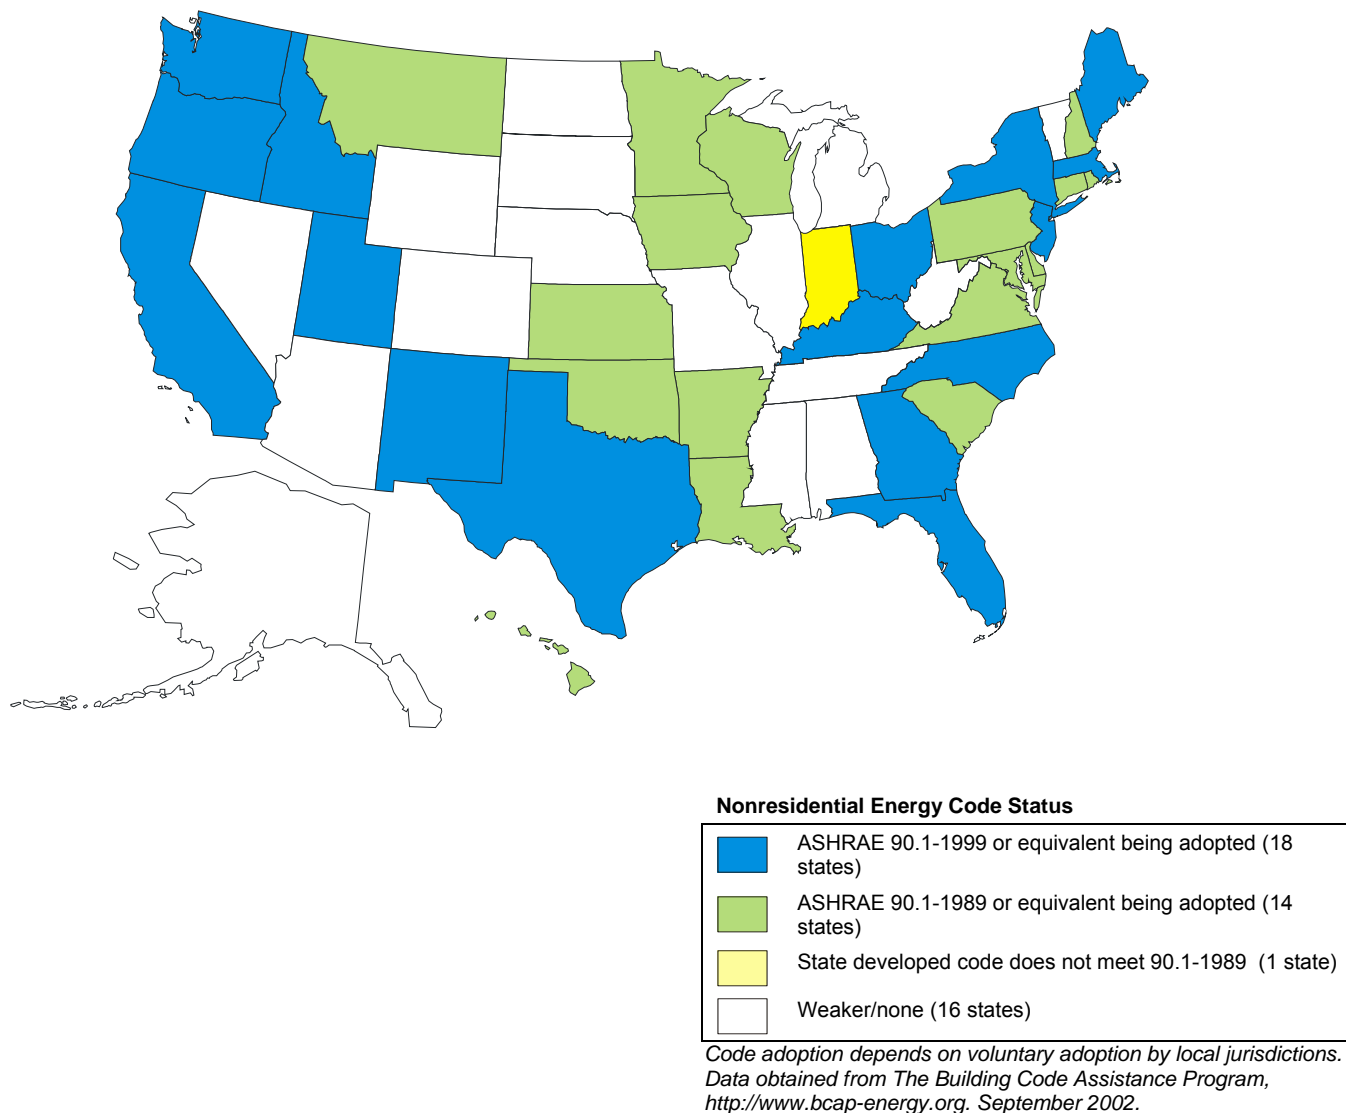 Nonresidential Energy Code Status
ASHRAE 90.1-1999 or equivalent being adopted (18
states)
ASHRAE 90.1-1989 or equivalent being adopted (14
states)
State developed code does not meet 90.1-1989  (1 state)
Weaker/none (16 states)
Code adoption depends on voluntary adoption by local jurisdictions.
Data obtained from The Building Code Assistance Program,
http://www.bcap-energy.org. September 2002.